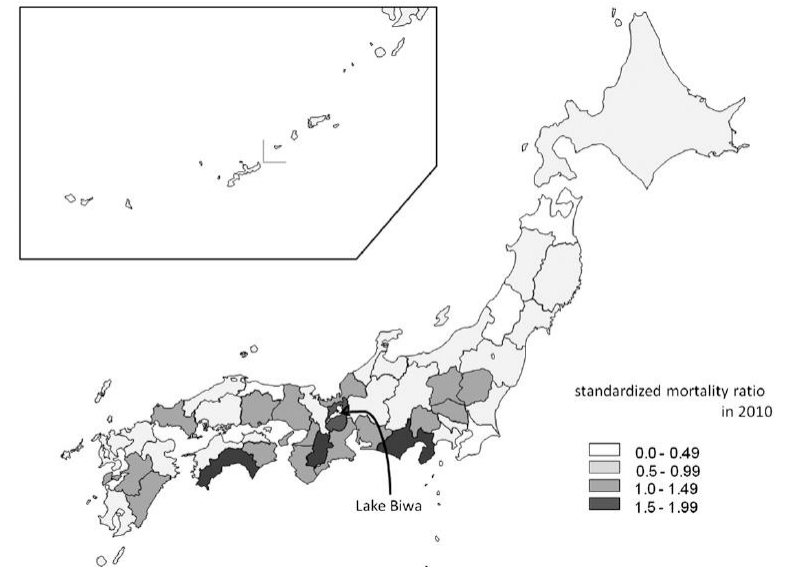 standardized mortality ratio
in 2010
0.0 - 0.49
0.5 - 0.99
1.0 - 1.49
1.5 - 1.99
Lake Biwa